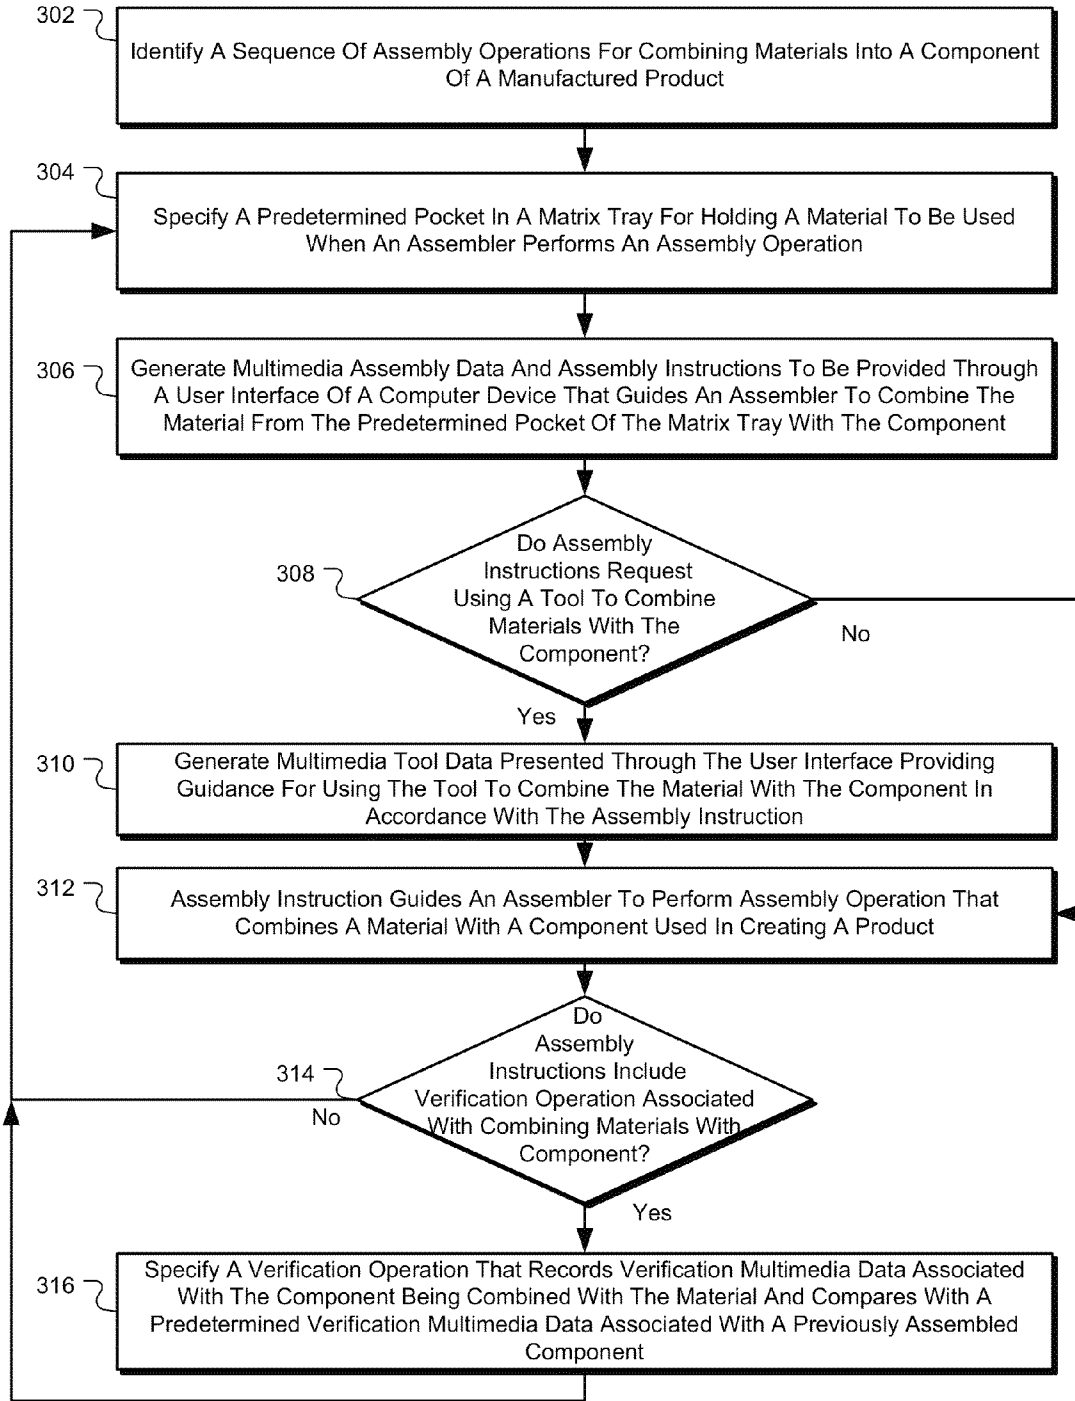 302
Identify A Sequence Of Assembly Operations For Combining Materials Into A Component
Of A Manufactured Product
304
Specify A Predetermined Pocket In A Matrix Tray For Holding A Material To Be Used
When An Assembler Performs An Assembly Operation
306
Generate Multimedia Assembly Data And Assembly Instructions To Be Provided Through
A User Interface Of A Computer Device That Guides An Assembler To Combine The
Material From The Predetermined Pocket Of The Matrix Tray With The Component
308
Do Assembly
Instructions Request
Using A Tool To Combine
Materials With The
Component?
No
Yes
310
Generate Multimedia Tool Data Presented Through The User Interface Providing
Guidance For Using The Tool To Combine The Material With The Component In
Accordance With The Assembly Instruction
312
Assembly Instruction Guides An Assembler To Perform Assembly Operation That
Combines A Material With A Component Used In Creating A Product
314
Do
Assembly
Instructions Include
Verification Operation Associated
With Combining Materials With
Component?
No
Yes
316
Specify A Verification Operation That Records Verification Multimedia Data Associated
With The Component Being Combined With The Material And Compares With A
Predetermined Verification Multimedia Data Associated With A Previously Assembled
Component